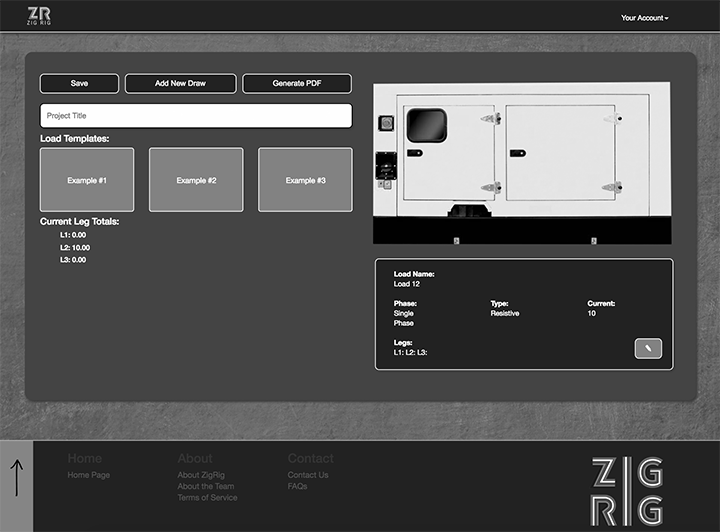 ZR
ZIG RIG
Your Account
Save
Add New Draw
Generate PDF
Project Title
Load Templates:
Example #1
Example #2
Example #3
Current Leg Totals:
L1: 0.00
L2: 10.00
L3: 0.00
Load Name:
Load 12
Phase:
Single
Phase
Type:
Resistive
Current:
10
Legs:
L1: L2: L3:
Home
Home Page
About
About ZigRig
About the Team
Terms of Service
Contact
Contact Us
FAQs
ZIG
RIG